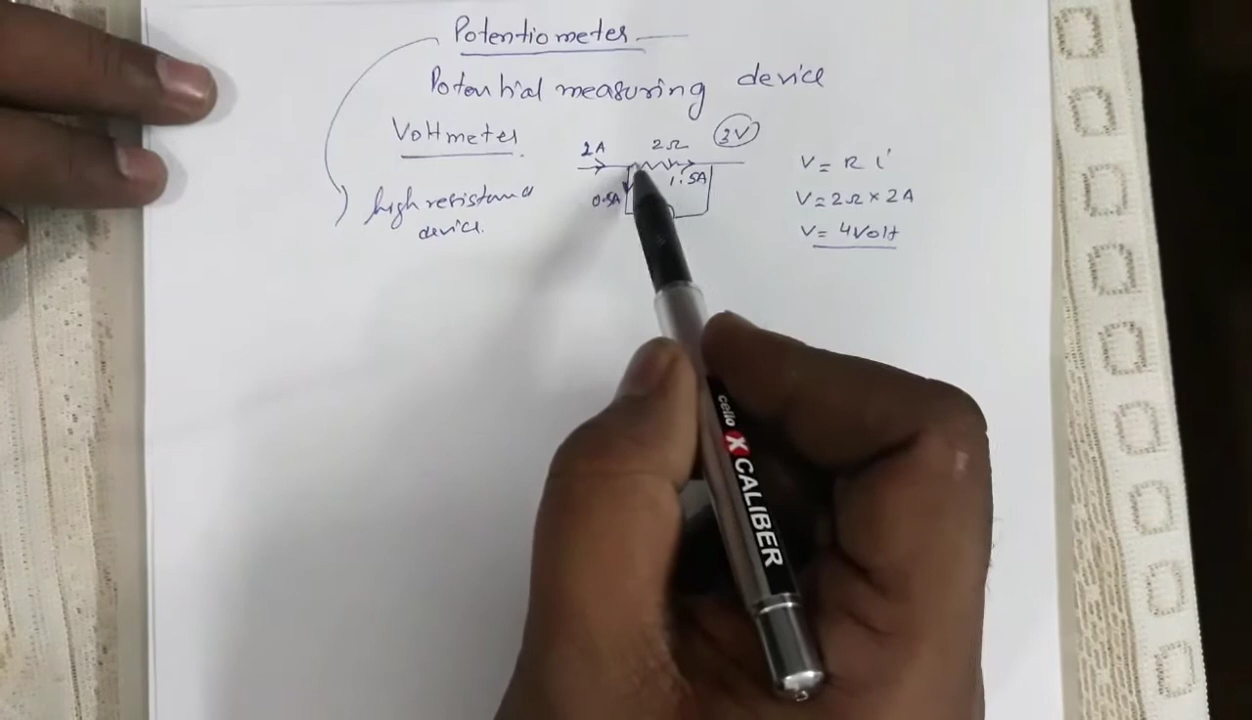 Potentiometer
Potential measuring device
Voltmeter
high resistance
device.
2A
2Ω
3V
0.5A
1.5A
V = R i
V = 2Ω × 2A
V = 4Volt
cello X CALIBER